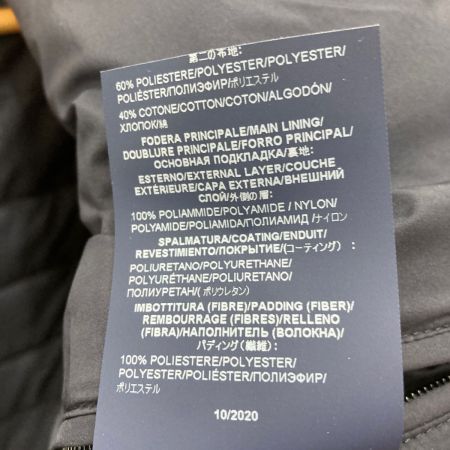 第二の布地:
60% POLIESTERE/POLYESTER/POLYESTER/
POLIÉSTER/ПОЛИЭФИР/ポリエステル
40% COTONE/COTTON/COTON/ALGODÓN/
ХЛОПОК/綿
FODERA PRINCIPALE/MAIN LINING/
DOUBLURE PRINCIPALE/FORRO PRINCIPAL/
ОСНОВНАЯ ПОДКЛАДКА/裏地:
ESTERNO/EXTERNAL LAYER/COUCHE
EXTÉRIEURE/CAPA EXTERNA/ВНЕШНИЙ
СЛОЙ/外側の層:
100% POLIAMMIDE/POLYAMIDE / NYLON/
POLYAMIDE/POLIAMIDA/ПОЛИАМИД /ナイロン
SPALMATURA/COATING/ENDUIT/
REVESTIMIENTO/ПОКРЫТИЕ/(コーティング) :
POLIURETANO/POLYURETHANE/
POLYURÉTHANE/POLIURETANO/
ПОЛИУРЕТАН/( ポリウレタン)
IMBOTTITURA (FIBRE)/PADDING (FIBER)/
REMBOURRAGE (FIBRES)/RELLENO
(FIBRA)/НАПОЛНИТЕЛЬ (ВОЛОКНА)/
パディング (繊維):
100% POLIESTERE/POLYESTER/
POLYESTER/POLIÉSTER/ПОЛИЭФИР/
ポリエステル
10/2020